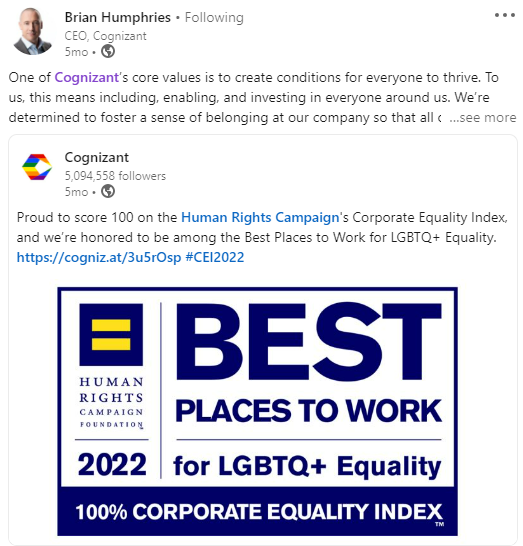 Brian Humphries • Following
CEO, Cognizant
5mo •
One of Cognizant's core values is to create conditions for everyone to thrive. To
us, this means including, enabling, and investing in everyone around us. We're
determined to foster a sense of belonging at our company so that all c ...see more
Cognizant
5,094,558 followers
5mo •
Proud to score 100 on the Human Rights Campaign's Corporate Equality Index,
and we're honored to be among the Best Places to Work for LGBTQ+ Equality.
https://cogniz.at/3u5rOsp #CEI2022
HUMAN
RIGHTS
CAMPAIGN
FOUNDATION
BEST
PLACES TO WORK
2022
for LGBTQ+ Equality
100% CORPORATE EQUALITY INDEX™